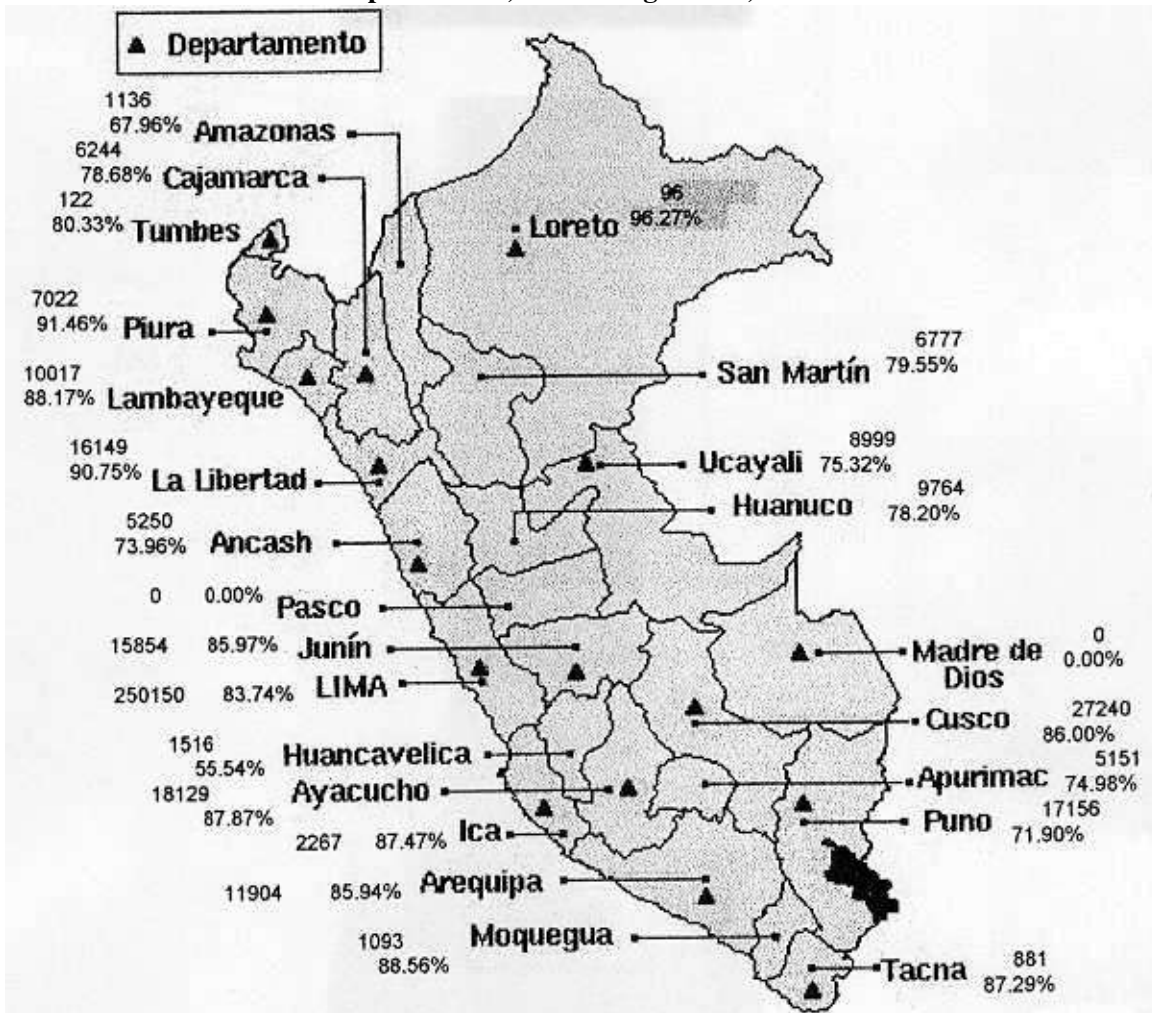 ▲ Departamento
1136
67.96% Amazonas
6244
78.68% Cajamarca
122
80.33% Tumbes
96
96.27%
Loreto
7022
91.46% Piura
6777
79.55%
San Martín
10017
88.17% Lambayeque
16149
90.75% La Libertad
8999
75.32%
Ucayali
9764
78.20%
Huanuco
5250
73.96% Ancash
0 0.00% Pasco
15854 85.97% Junín
250150 83.74% LIMA
0
0.00%
Madre de
Dios
Cusco 27240
86.00%
1516
55.54% Huancavelica
5151
74.98%
Apurimac
18129
87.87%
Ayacucho
17156
71.90%
Puno
2267 87.47% Ica
11904 85.94% Arequipa
1093
88.56%
Moquegua
Tacna 881
87.29%